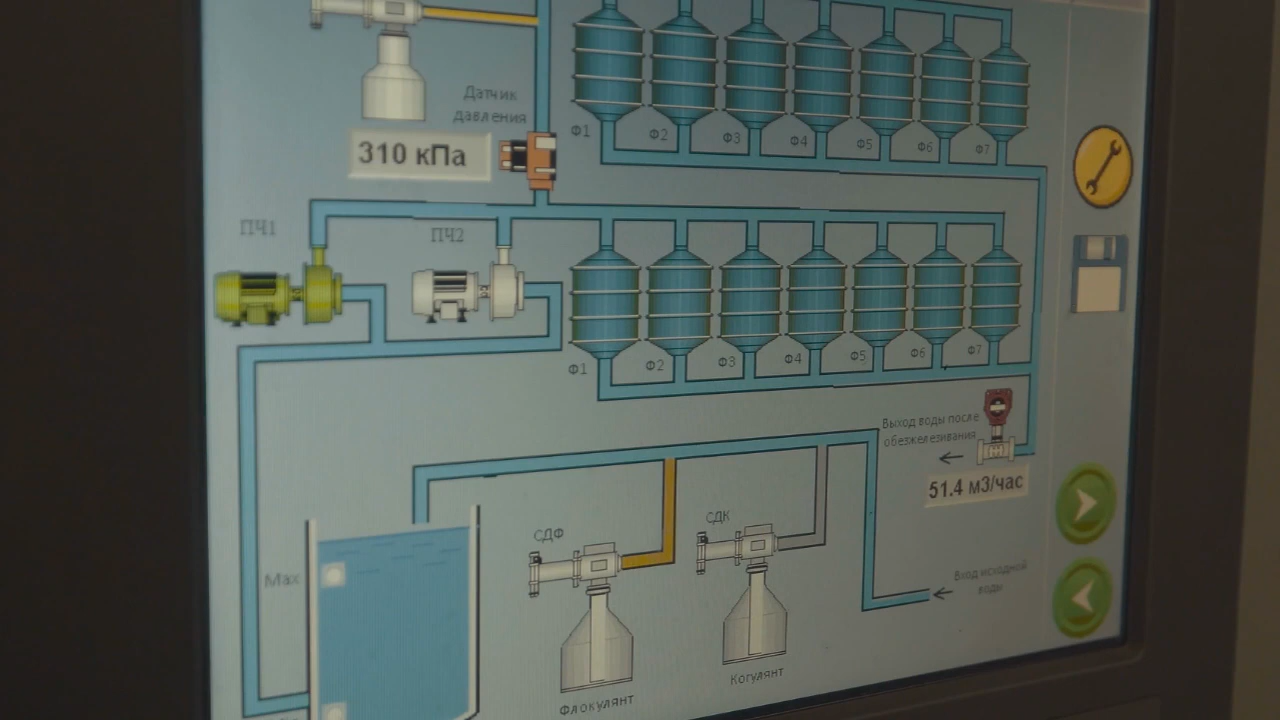 Датчик
давления
310 кПа
Ф1 Ф2 Ф3 Ф4 Ф5 Ф6 Ф7
ПЧ1
ПЧ2
Ф1 Ф2 Ф3 Ф4 Ф5 Ф6 Ф7
Выход воды после
обезжелезивания
51.4 м3/час
СДФ
СДК
Max
Вход исходной
воды
Флокулянт
Когулянт